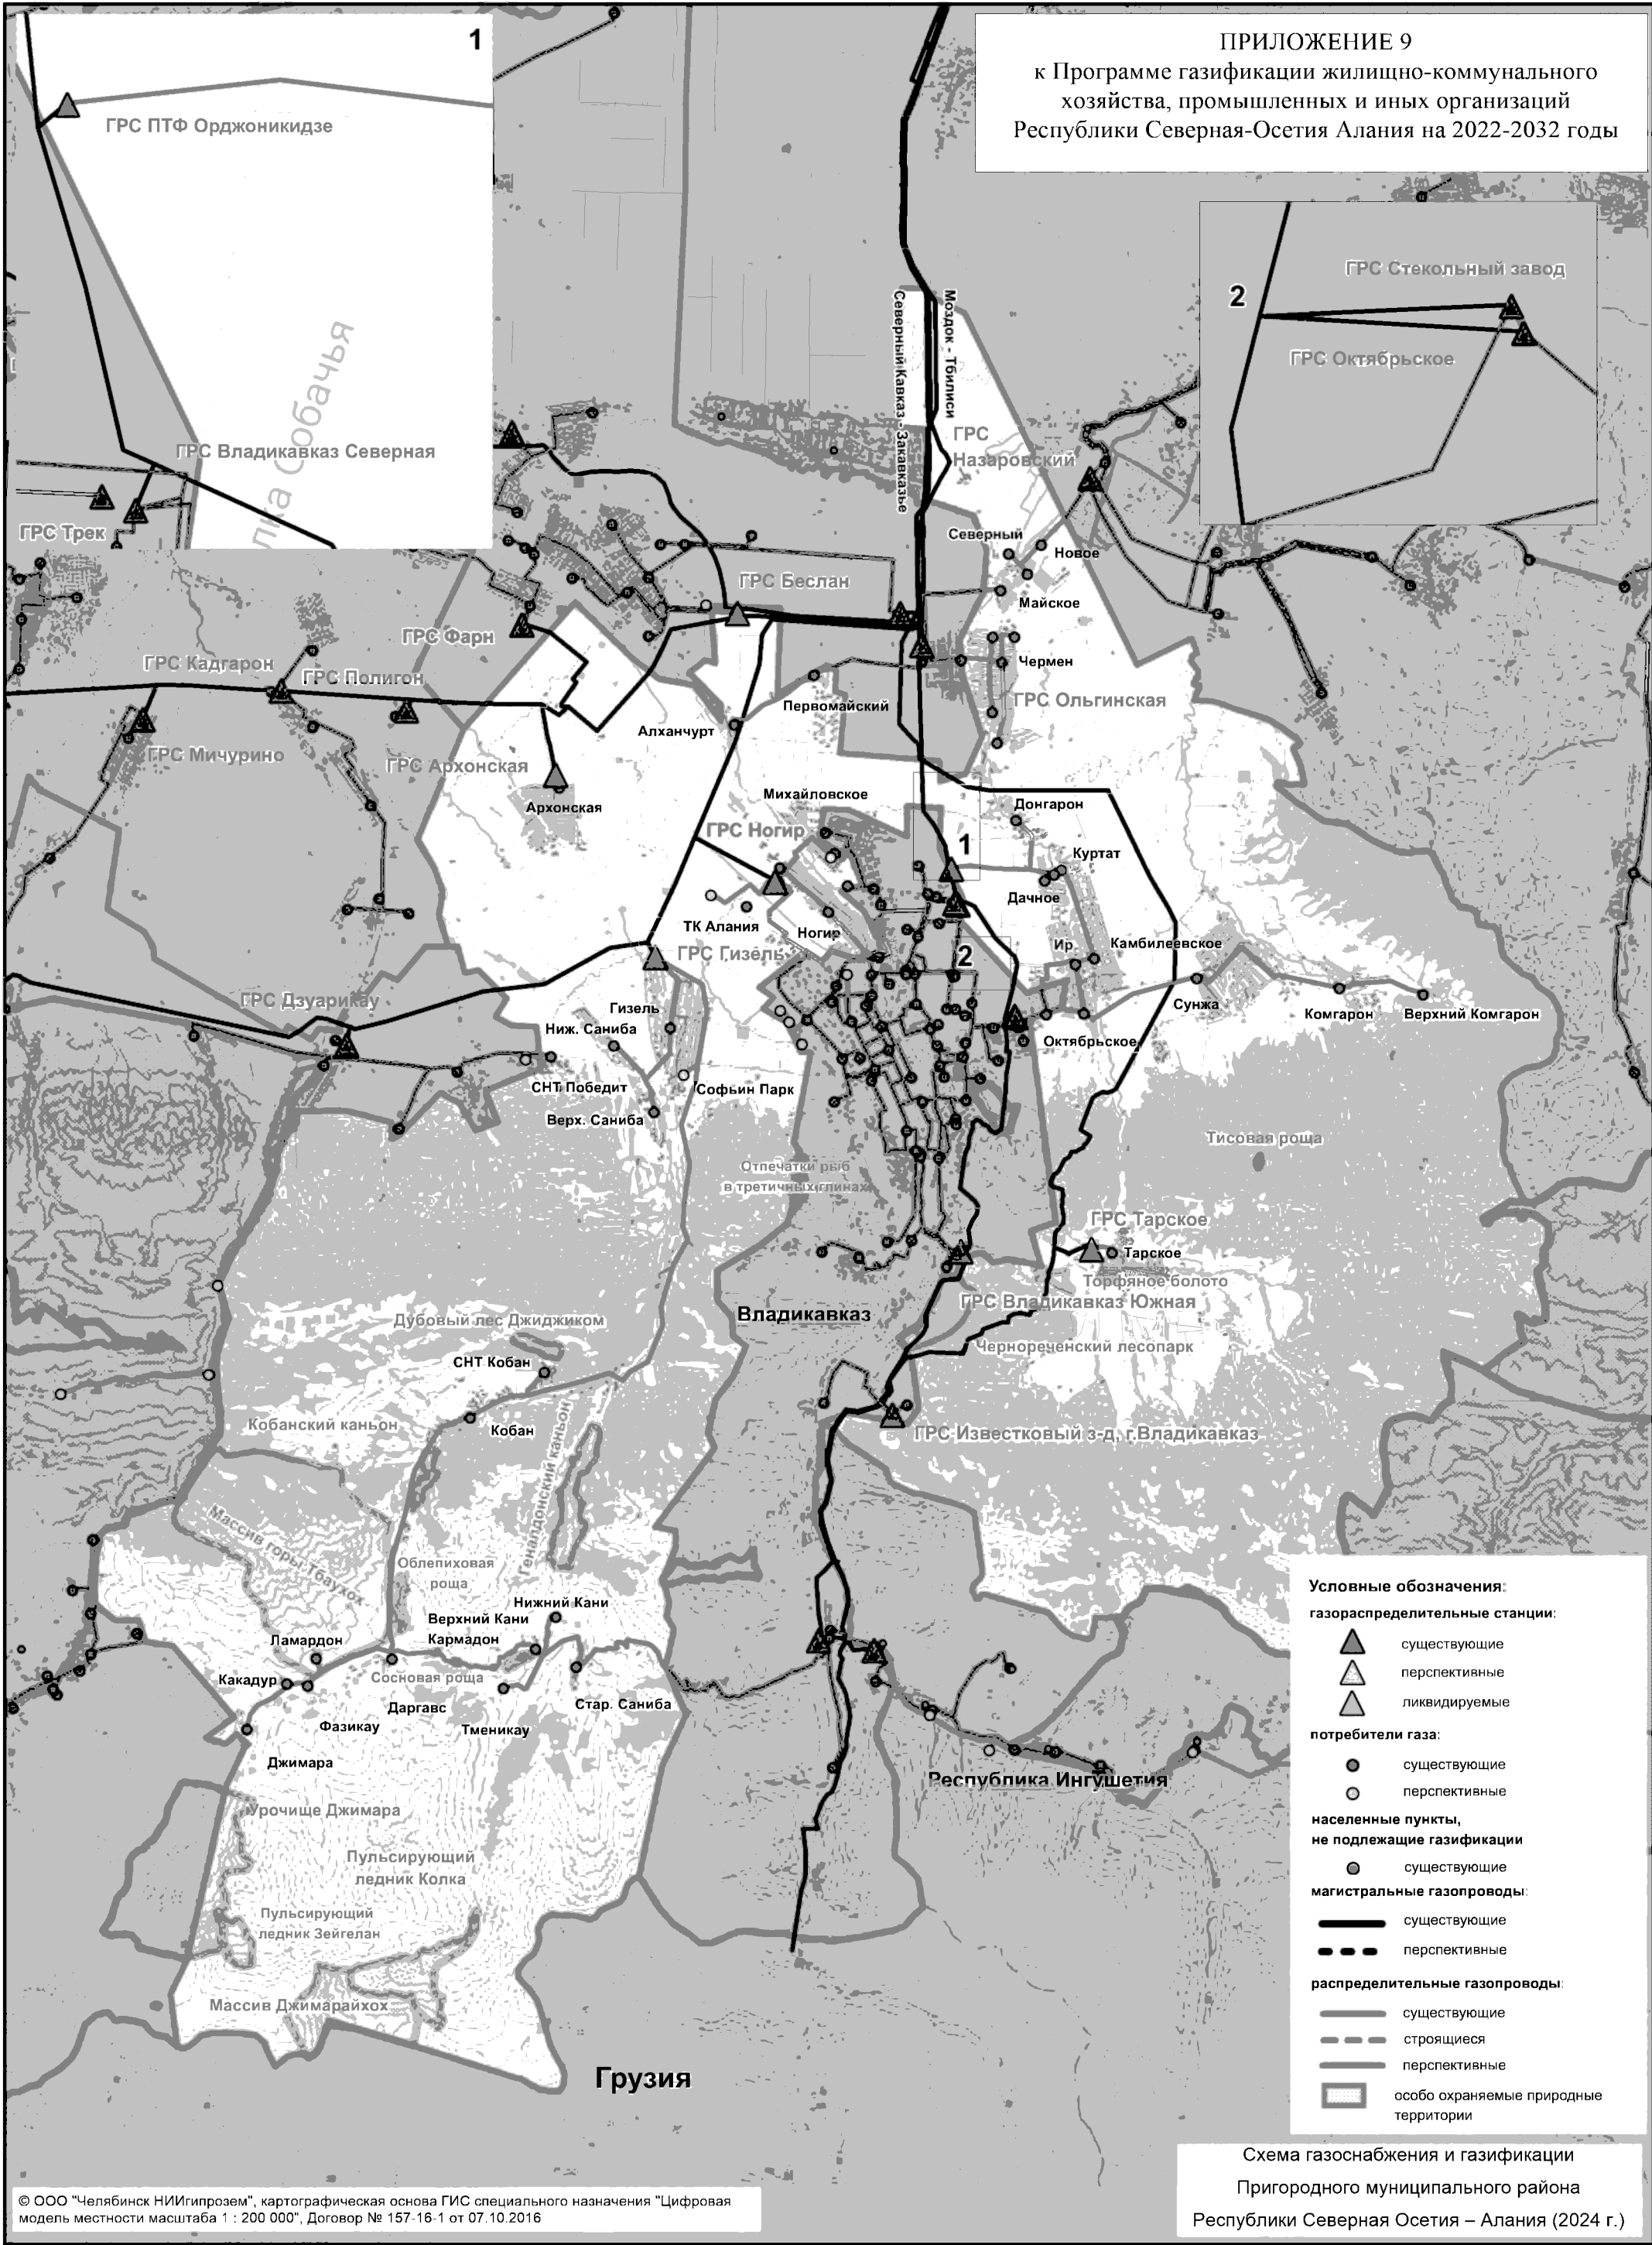 ПРИЛОЖЕНИЕ 9
к Программе газификации жилищно-коммунального
хозяйства, промышленных и иных организаций
Республики Северная-Осетия Алания на 2022-2032 годы
1
ГРС ПТФ Орджоникидзе
ГРС Владикавказ Северная
лка Собачья
ГРС Трек
2
ГРС Стекольный завод
ГРС Октябрьское
Северный Кавказ - Закавказье
Моздок - Тбилиси
ГРС
Назаровский
Северный
Новое
Майское
ГРС Беслан
ГРС Фарн
ГРС Кадгарон
ГРС Полигон
Чермен
ГРС Ольгинская
Первомайский
Алханчурт
ГРС Мичурино
ГРС Архонская
Архонская
Михайловское
Донгарон
ГРС Ногир
1
Куртат
Дачное
ТК Алания
Ногир
Ир
Камбилеевское
ГРС Гизель
2
ГРС Дзуарикау
Гизель
Ниж. Саниба
Сунжа
Комгарон
Верхний Комгарон
Октябрьское
СНТ Победит
Софьин Парк
Верх. Саниба
Тисовая роща
Отпечатки рыб
в третичных глинах
ГРС Тарское
Тарское
Торфяное болото
ГРС Владикавказ Южная
Владикавказ
Дубовый лес Джиджиком
Чернореченский лесопарк
СНТ Кобан
Кобанский каньон
Кобан
ГРС Известковый з-д, г.Владикавказ
Геналдонский каньон
Массив горы Тбаухох
Облепиховая
роща
Нижний Кани
Верхний Кани
Кармадон
Ламардон
Какадур
Сосновая роща
Даргавс
Стар. Саниба
Фазикау
Тменикау
Джимара
Республика Ингушетия
Урочище Джимара
Пульсирующий
ледник Колка
Пульсирующий
ледник Зейгелан
Массив Джимарайхох
Грузия
Условные обозначения:
газораспределительные станции:
существующие
перспективные
ликвидируемые
потребители газа:
существующие
перспективные
населенные пункты,
не подлежащие газификации
существующие
магистральные газопроводы:
существующие
перспективные
распределительные газопроводы:
существующие
строящиеся
перспективные
особо охраняемые природные
территории
Схема газоснабжения и газификации
Пригородного муниципального района
Республики Северная Осетия – Алания (2024 г.)
© ООО "Челябинск НИИгипрозем", картографическая основа ГИС специального назначения "Цифровая
модель местности масштаба 1 : 200 000", Договор № 157-16-1 от 07.10.2016